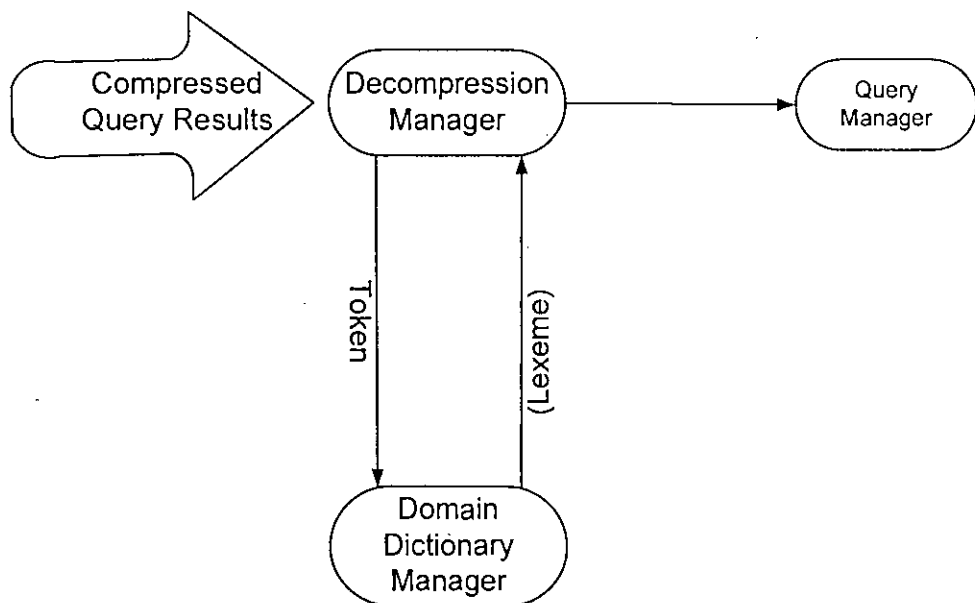 Compressed
Query Results
Decompression
Manager
Query
Manager
Token
(Lexeme)
Domain
Dictionary
Manager